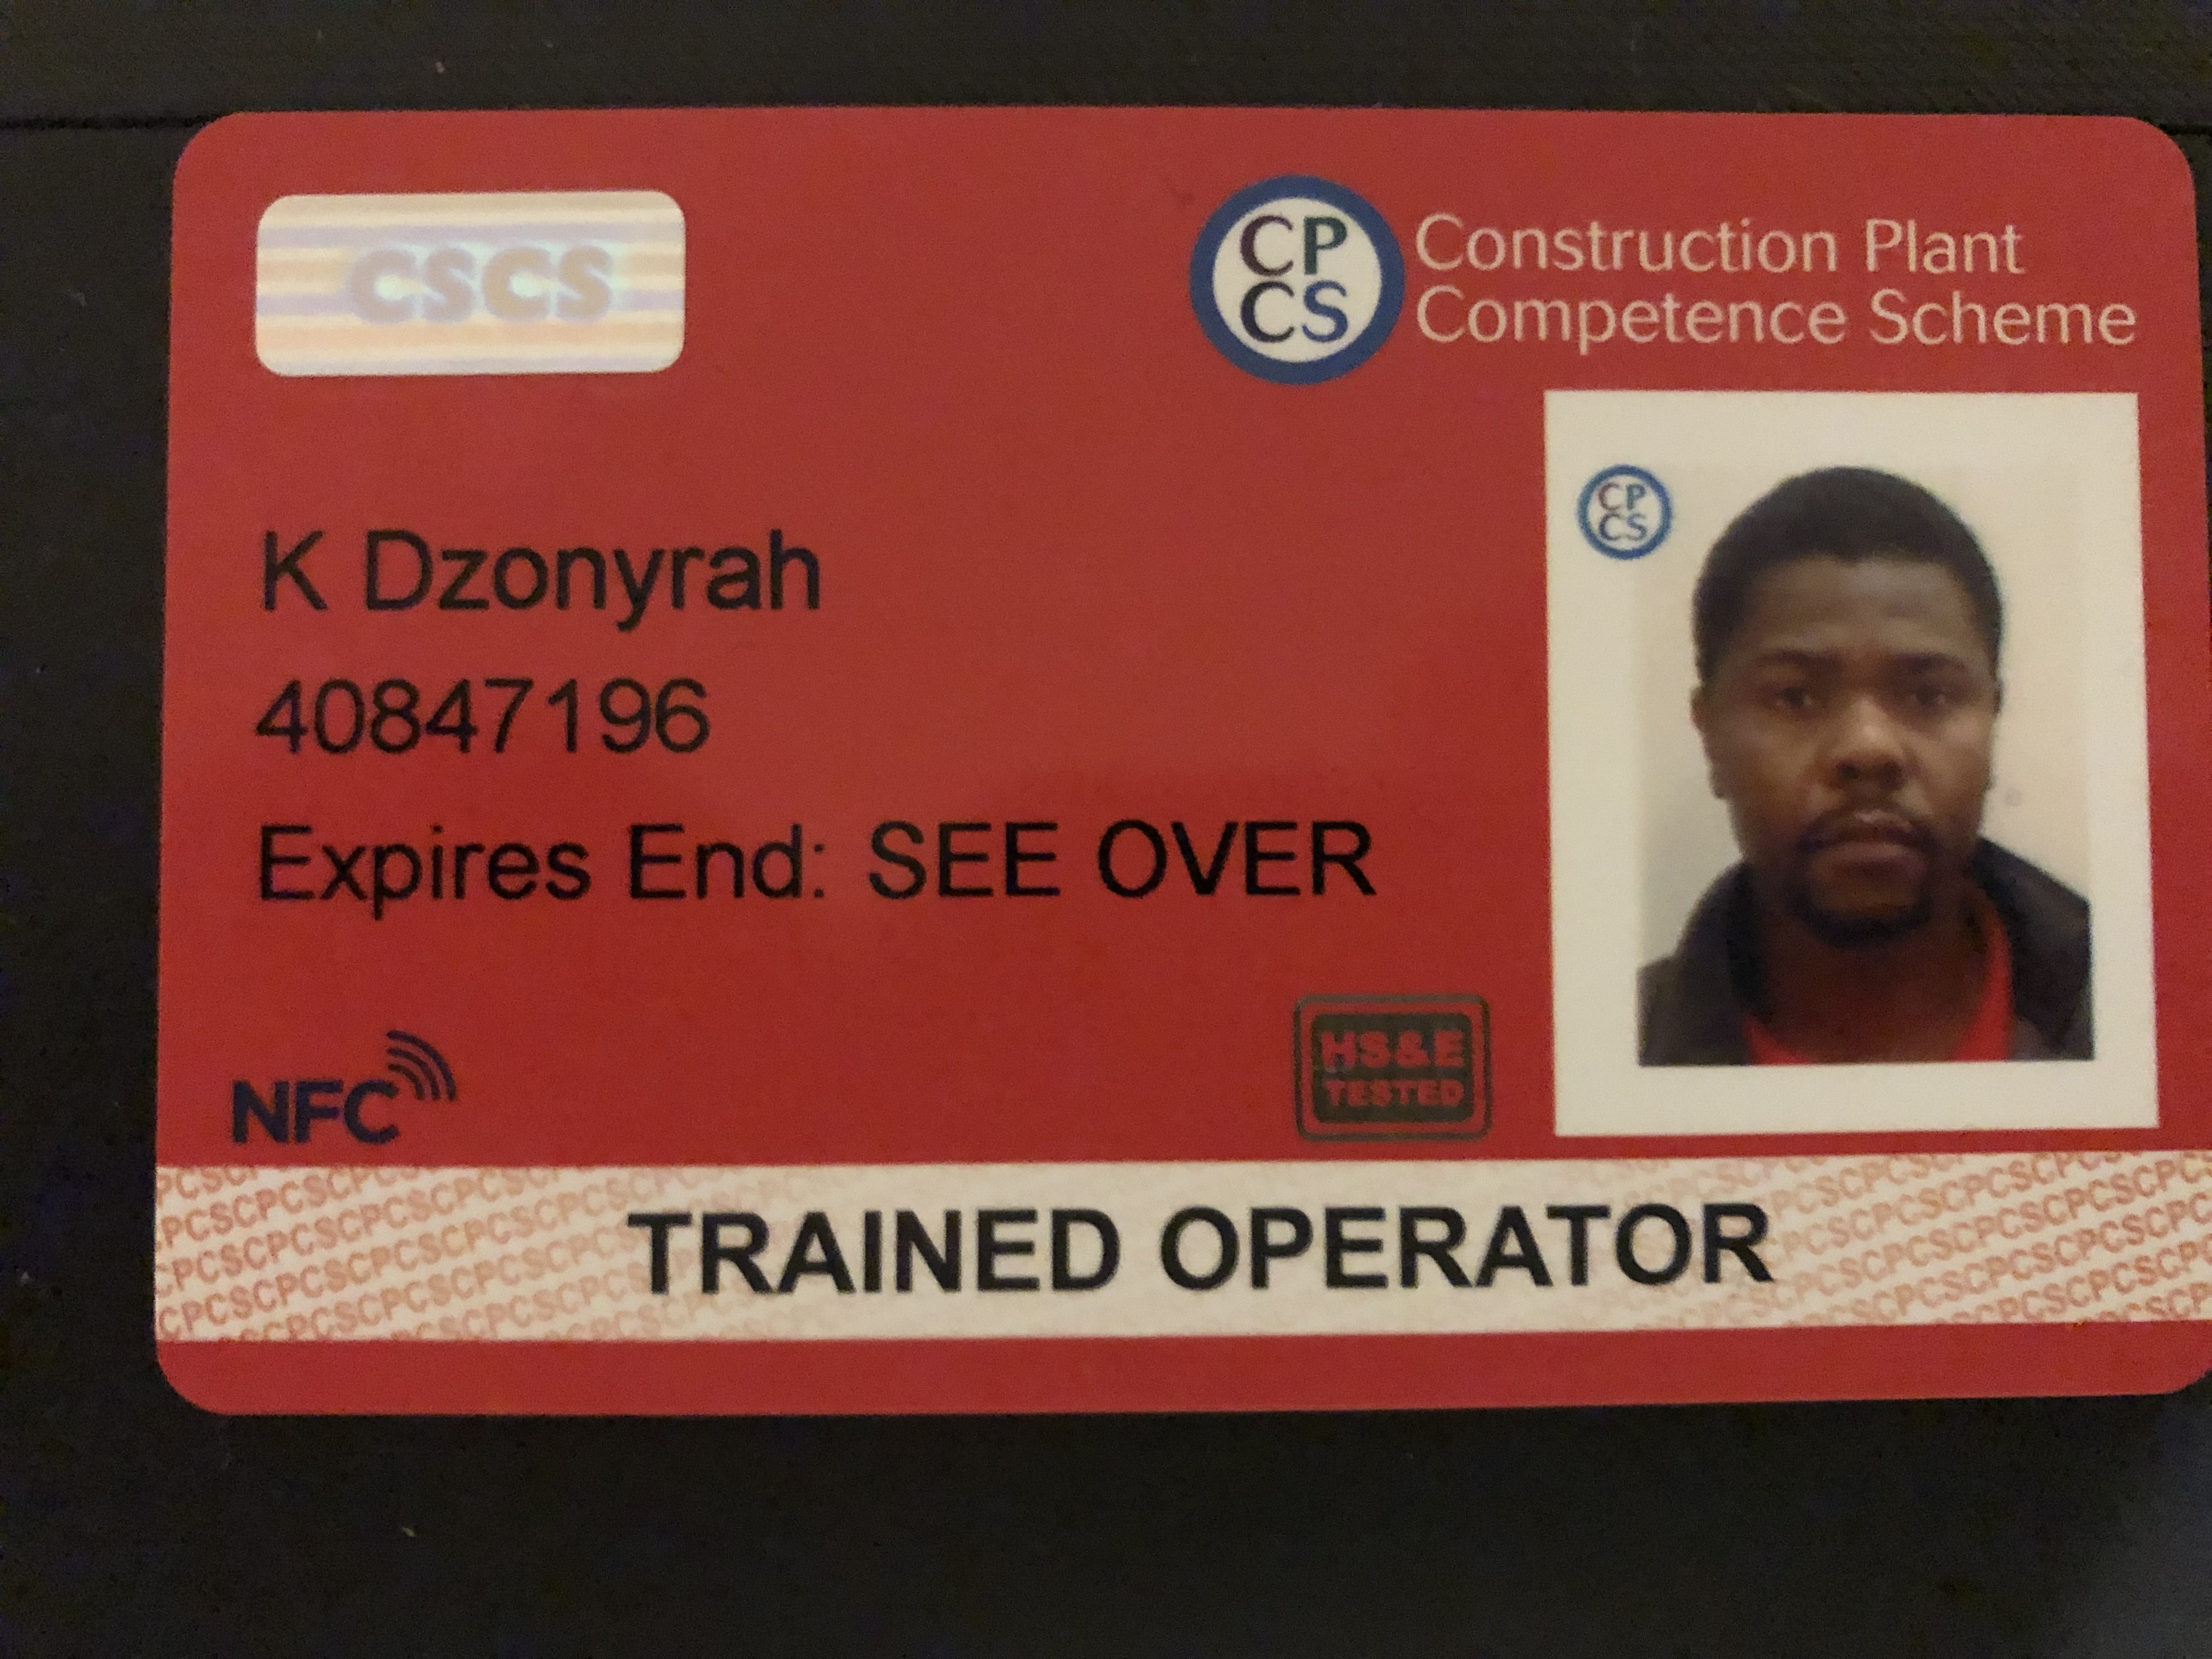 CSCS
CP
CS
Construction Plant
Competence Scheme
K Dzonyrah
40847196
Expires End: SEE OVER
CP
CS
NFC
HS&E
TESTED
TRAINED OPERATOR